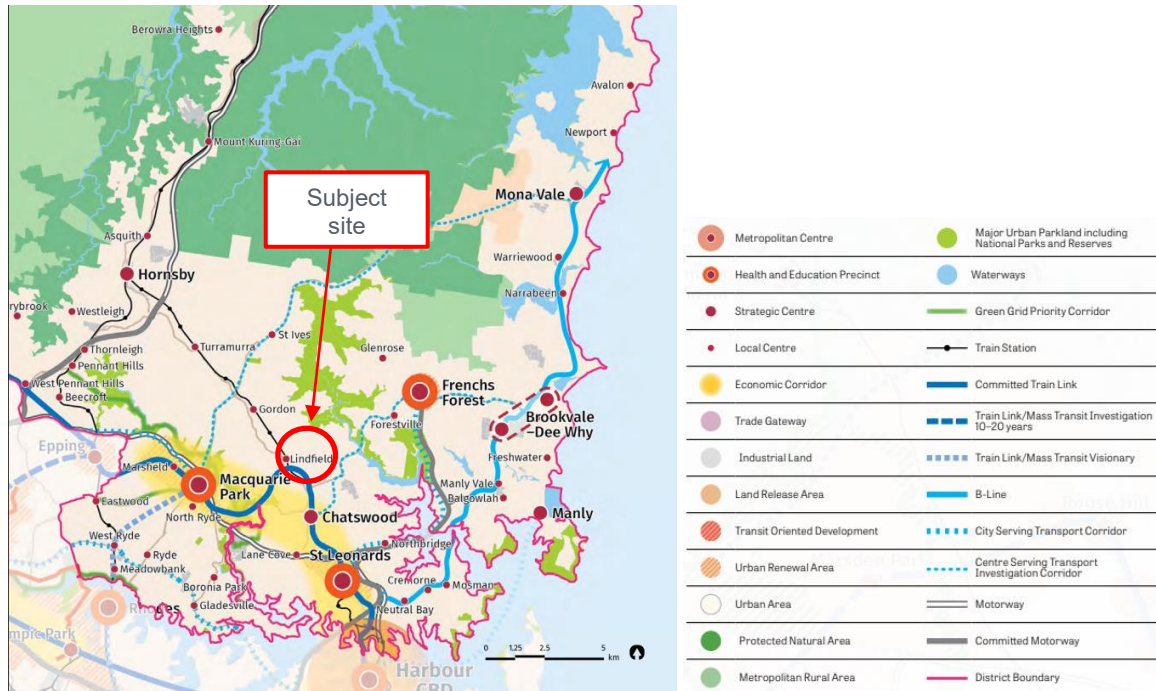 Berowra Heights
Avalon
Newport
Mount Kuring-Gai
Subject
site
Mona Vale
Asquith
Warriewood
Hornsby
Narrabeen
Westleigh
St Ives
Thornleigh
Turramurra
Glenrose
Pennant Hills
West Pennant Hills
Frenchs
Forest
Beecroft
Gordon
Forestville
Brookvale
–Dee Why
Epping
Lindfield
Freshwater
Marsfield
Macquarie
Park
Manly Vale
Balgowlah
Eastwood
North Ryde
Chatswood
Manly
West Ryde
Ryde
Lane Cove
Northbridge
St Leonards
Meadowbank
Cremorne
Mosman
Boronia Park
Gladesville
Neutral Bay
Harbour
CBD
0 1.25 2.5 5
km
Metropolitan Centre
Major Urban Parkland including
National Parks and Reserves
Health and Education Precinct
Waterways
Strategic Centre
Green Grid Priority Corridor
Local Centre
Train Station
Economic Corridor
Committed Train Link
Trade Gateway
Train Link/Mass Transit Investigation
10–20 years
Industrial Land
Train Link/Mass Transit Visionary
Land Release Area
B-Line
Transit Oriented Development
City Serving Transport Corridor
Urban Renewal Area
Centre Serving Transport
Investigation Corridor
Urban Area
Motorway
Protected Natural Area
Committed Motorway
Metropolitan Rural Area
District Boundary